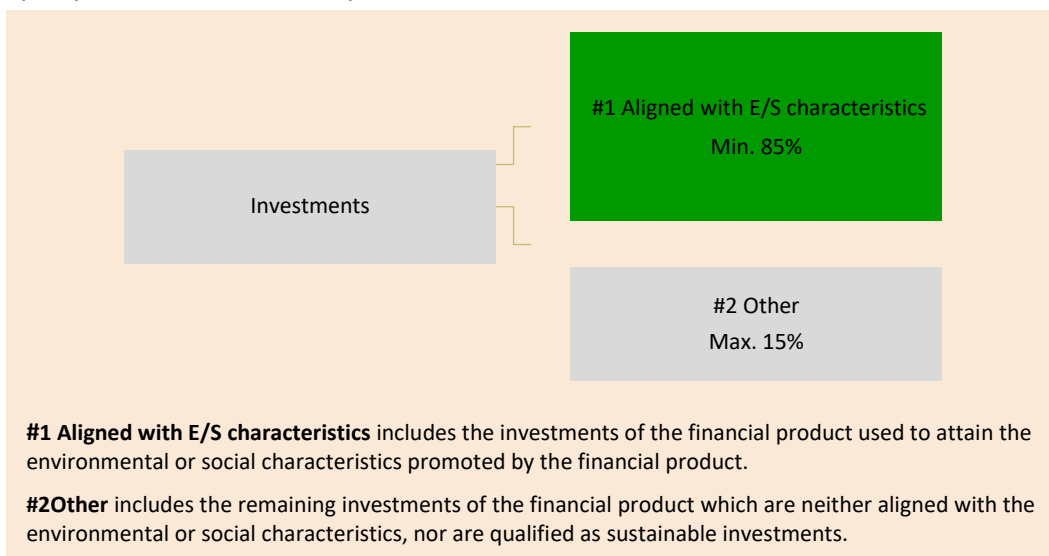 #1 Aligned with E/S characteristics
Min. 85%
Investments
#2 Other
Max. 15%
#1 Aligned with E/S characteristics includes the investments of the financial product used to attain the
environmental or social characteristics promoted by the financial product.
#2Other includes the remaining investments of the financial product which are neither aligned with the
environmental or social characteristics, nor are qualified as sustainable investments.